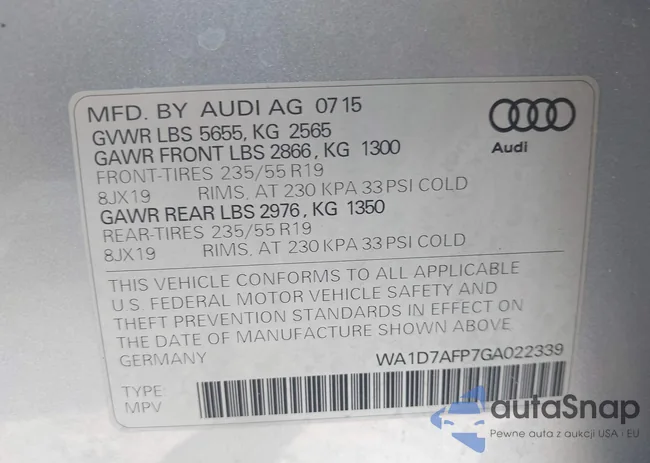 MFD. BY AUDI AG 0715
GVWR LBS 5655, KG 2565
GAWR FRONT LBS 2866, KG 1300
FRONT-TIRES 235/55 R19
8JX19 RIMS, AT 230 KPA 33 PSI COLD
GAWR REAR LBS 2976, KG 1350
REAR-TIRES 235/55 R19
8JX19 RIMS, AT 230 KPA 33 PSI COLD
Audi
THIS VEHICLE CONFORMS TO ALL APPLICABLE
U.S. FEDERAL MOTOR VEHICLE SAFETY AND
THEFT PREVENTION STANDARDS IN EFFECT ON
THE DATE OF MANUFACTURE SHOWN ABOVE
GERMANY WA1D7AFP7GA022339
TYPE:
MPV
autaSnap
Pewne auta z aukcji USA i EU